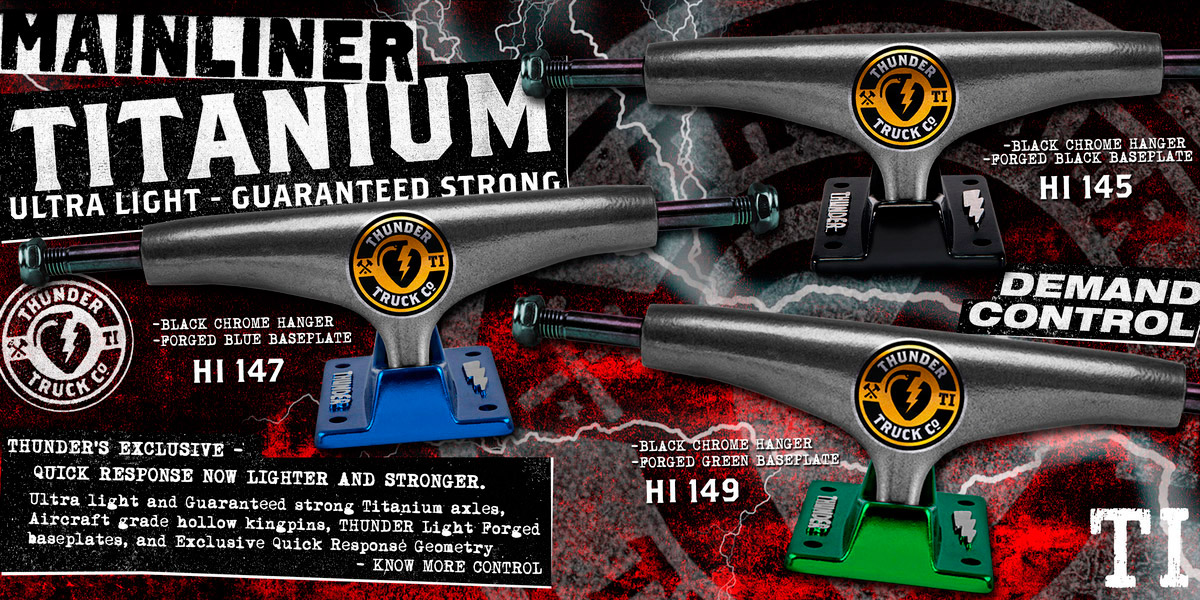 MAINLINER
TITANIUM
ULTRA LIGHT - GUARANTEED STRONG
THUNDER
TI
TRUCK CO
THUNDER
-BLACK CHROME HANGER
-FORGED BLACK BASEPLATE
HI 145
THUNDER
TI
TRUCK CO
THUNDER
THUNDER
TI
TRUCK CO
-BLACK CHROME HANGER
-FORGED BLUE BASEPLATE
HI 147
DEMAND
CONTROL
THUNDER
TI
TRUCK CO
THUNDER
-BLACK CHROME HANGER
-FORGED GREEN BASEPLATE
HI 149
THUNDER'S EXCLUSIVE -
QUICK RESPONSE NOW LIGHTER AND STRONGER.
Ultra light and Guaranteed strong Titanium axles,
Aircraft grade hollow kingpins, THUNDER Light Forged
baseplates, and Exclusive Quick Response Geometry
- KNOW MORE CONTROL
TI